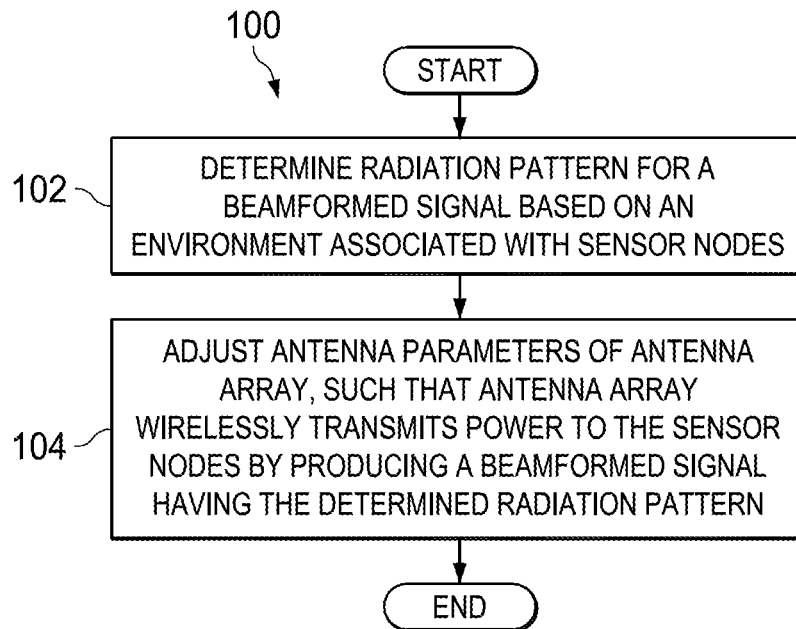 100
START
102
DETERMINE RADIATION PATTERN FOR A
BEAMFORMED SIGNAL BASED ON AN
ENVIRONMENT ASSOCIATED WITH SENSOR NODES
104
ADJUST ANTENNA PARAMETERS OF ANTENNA
ARRAY, SUCH THAT ANTENNA ARRAY
WIRELESSLY TRANSMITS POWER TO THE SENSOR
NODES BY PRODUCING A BEAMFORMED SIGNAL
HAVING THE DETERMINED RADIATION PATTERN
END